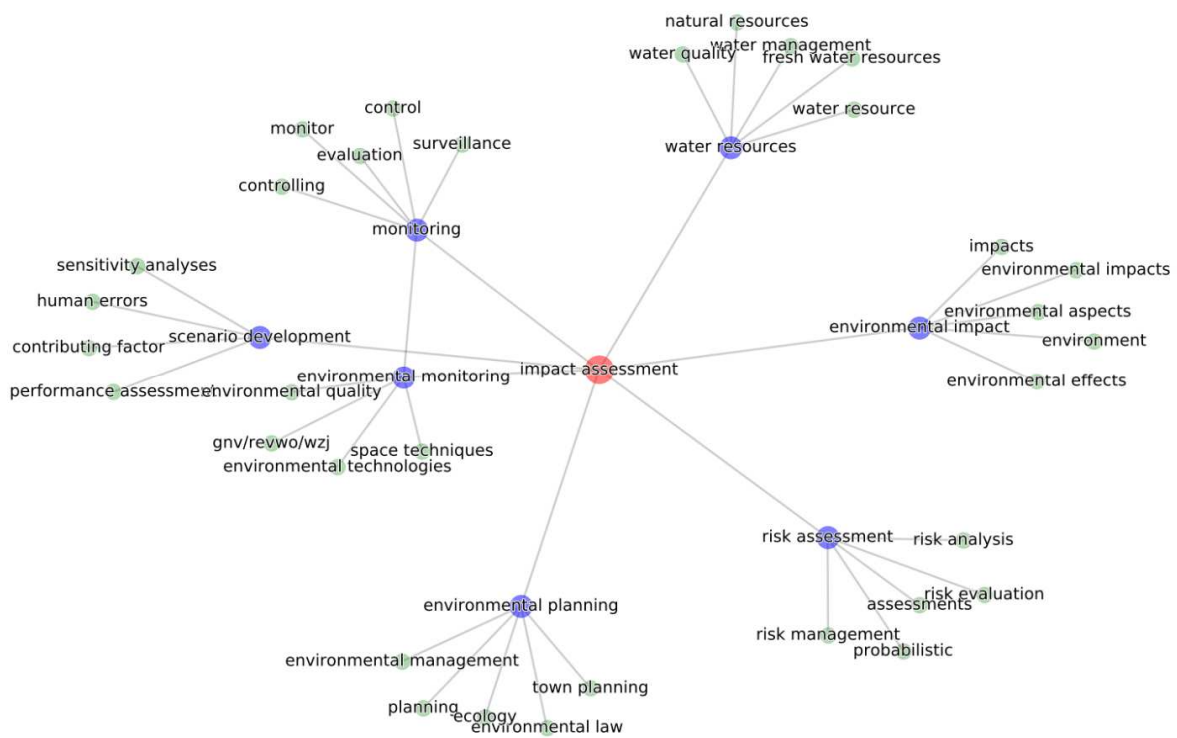 natural resources
water management
water quality
fresh water resources
control
water resource
monitor
surveillance
water resources
evaluation
controlling
monitoring
impacts
sensitivity analyses
environmental impacts
human errors
environmental aspects
environmental impact
scenario development
environment
contributing factor
impact assessment
environmental monitoring
environmental effects
performance assessment
environmental quality
gnv/revwo/wzj
space techniques
environmental technologies
risk assessment
risk analysis
risk evaluation
assessments
environmental planning
risk management
probabilistic
environmental management
town planning
planning
ecology
environmental law